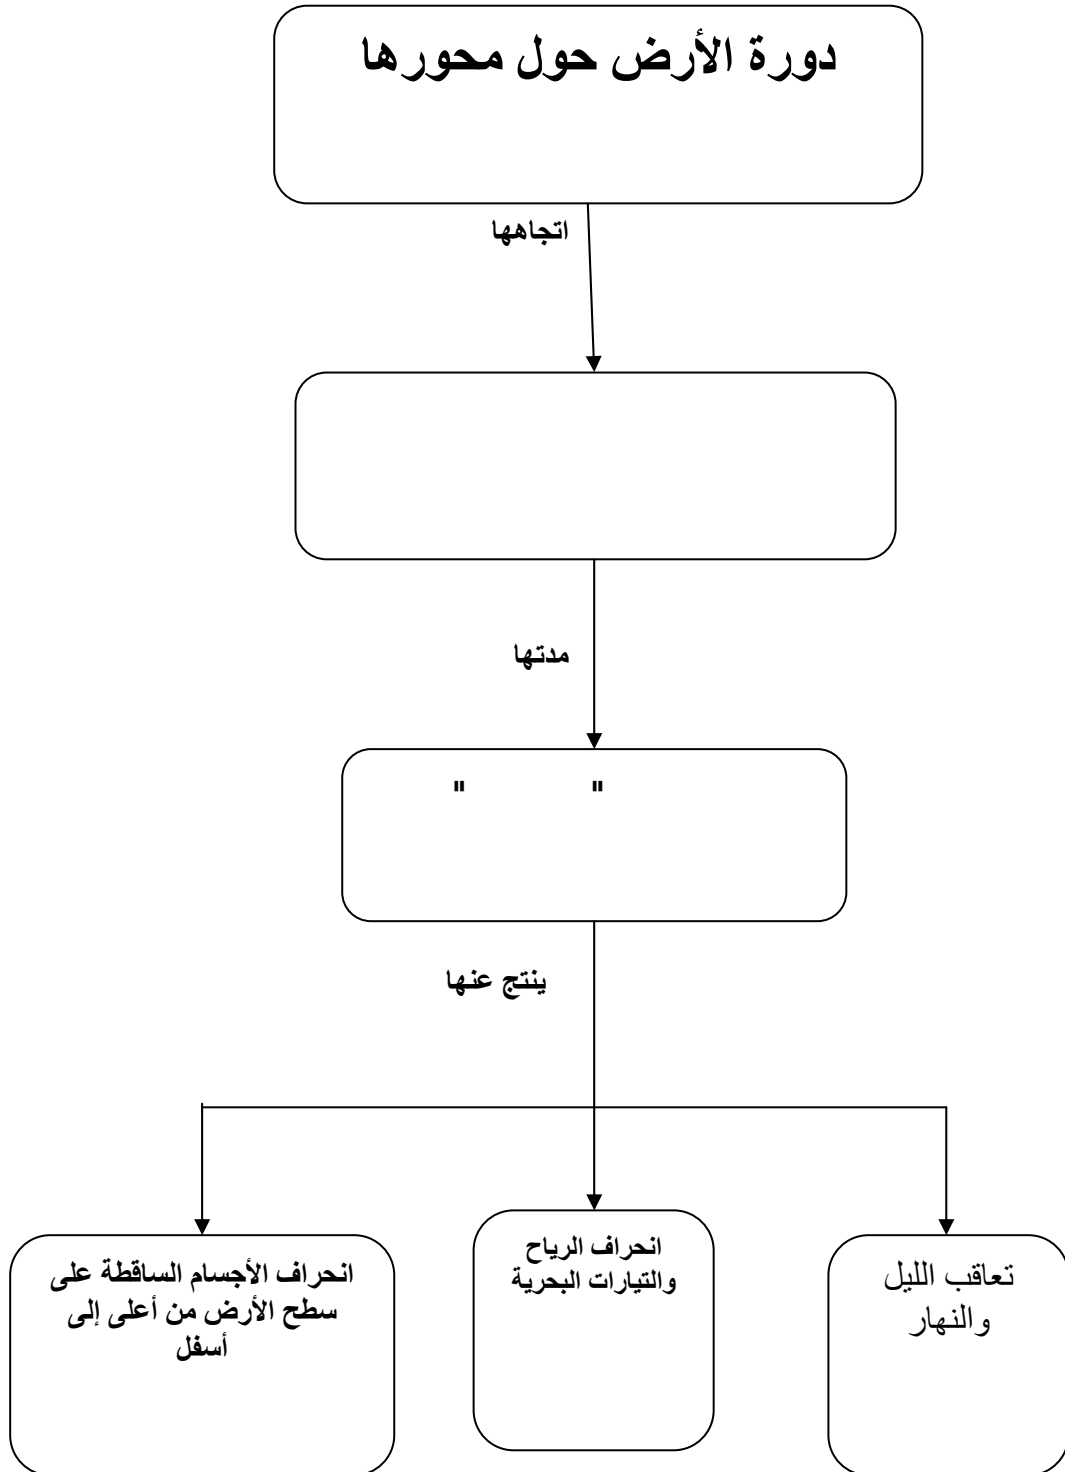 دورة الأرض حول محورها
اتجاهها
مدتها
" "
ينتج عنها
تعاقب الليل
والنهار
انحراف الرياح
والتيارات البحرية
انحراف الأجسام الساقطة على
سطح الأرض من أعلى إلى
أسفل